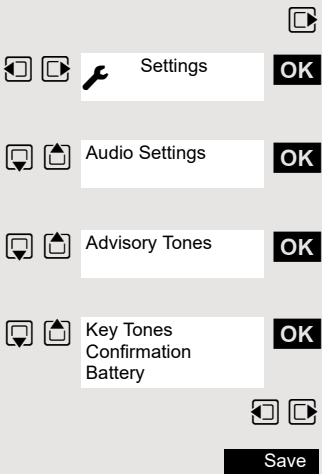 Settings OK
Audio Settings OK
Advisory Tones OK
Key Tones OK
Confirmation
Battery
Save